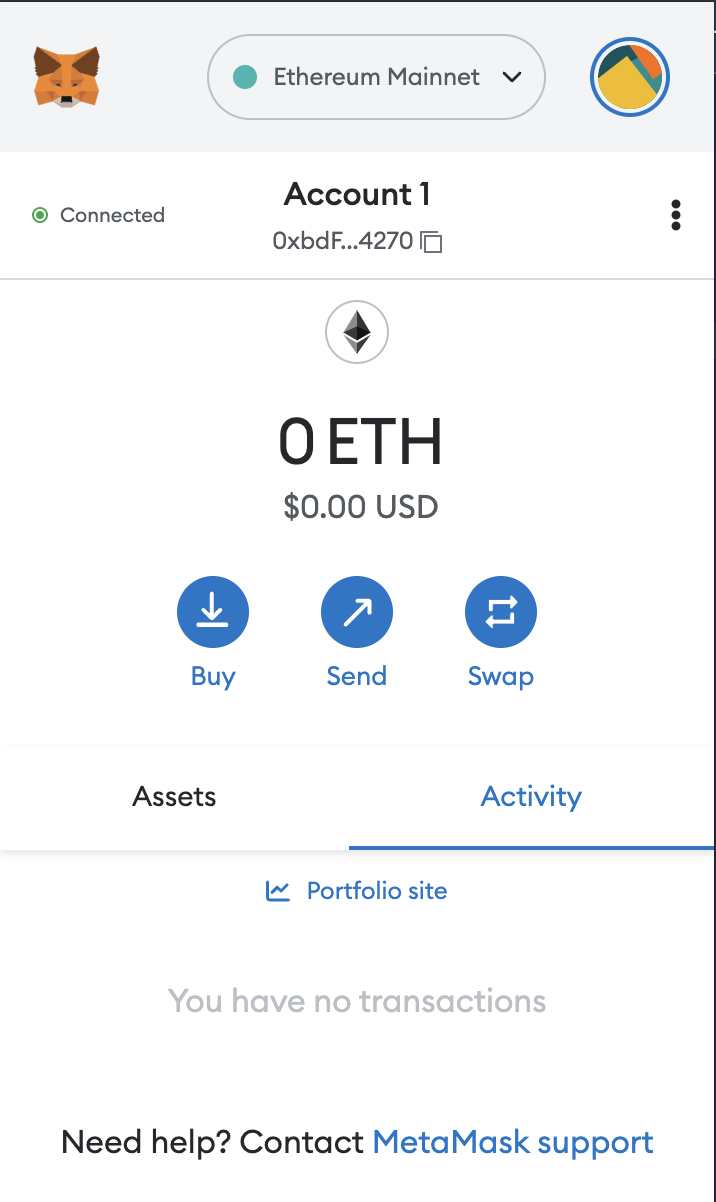 Ethereum Mainnet
Connected
Account 1
0xbdF...4270
0 ETH
$0.00 USD
Buy
Send
Swap
Assets
Activity
Portfolio site
You have no transactions
Need help? Contact MetaMask support